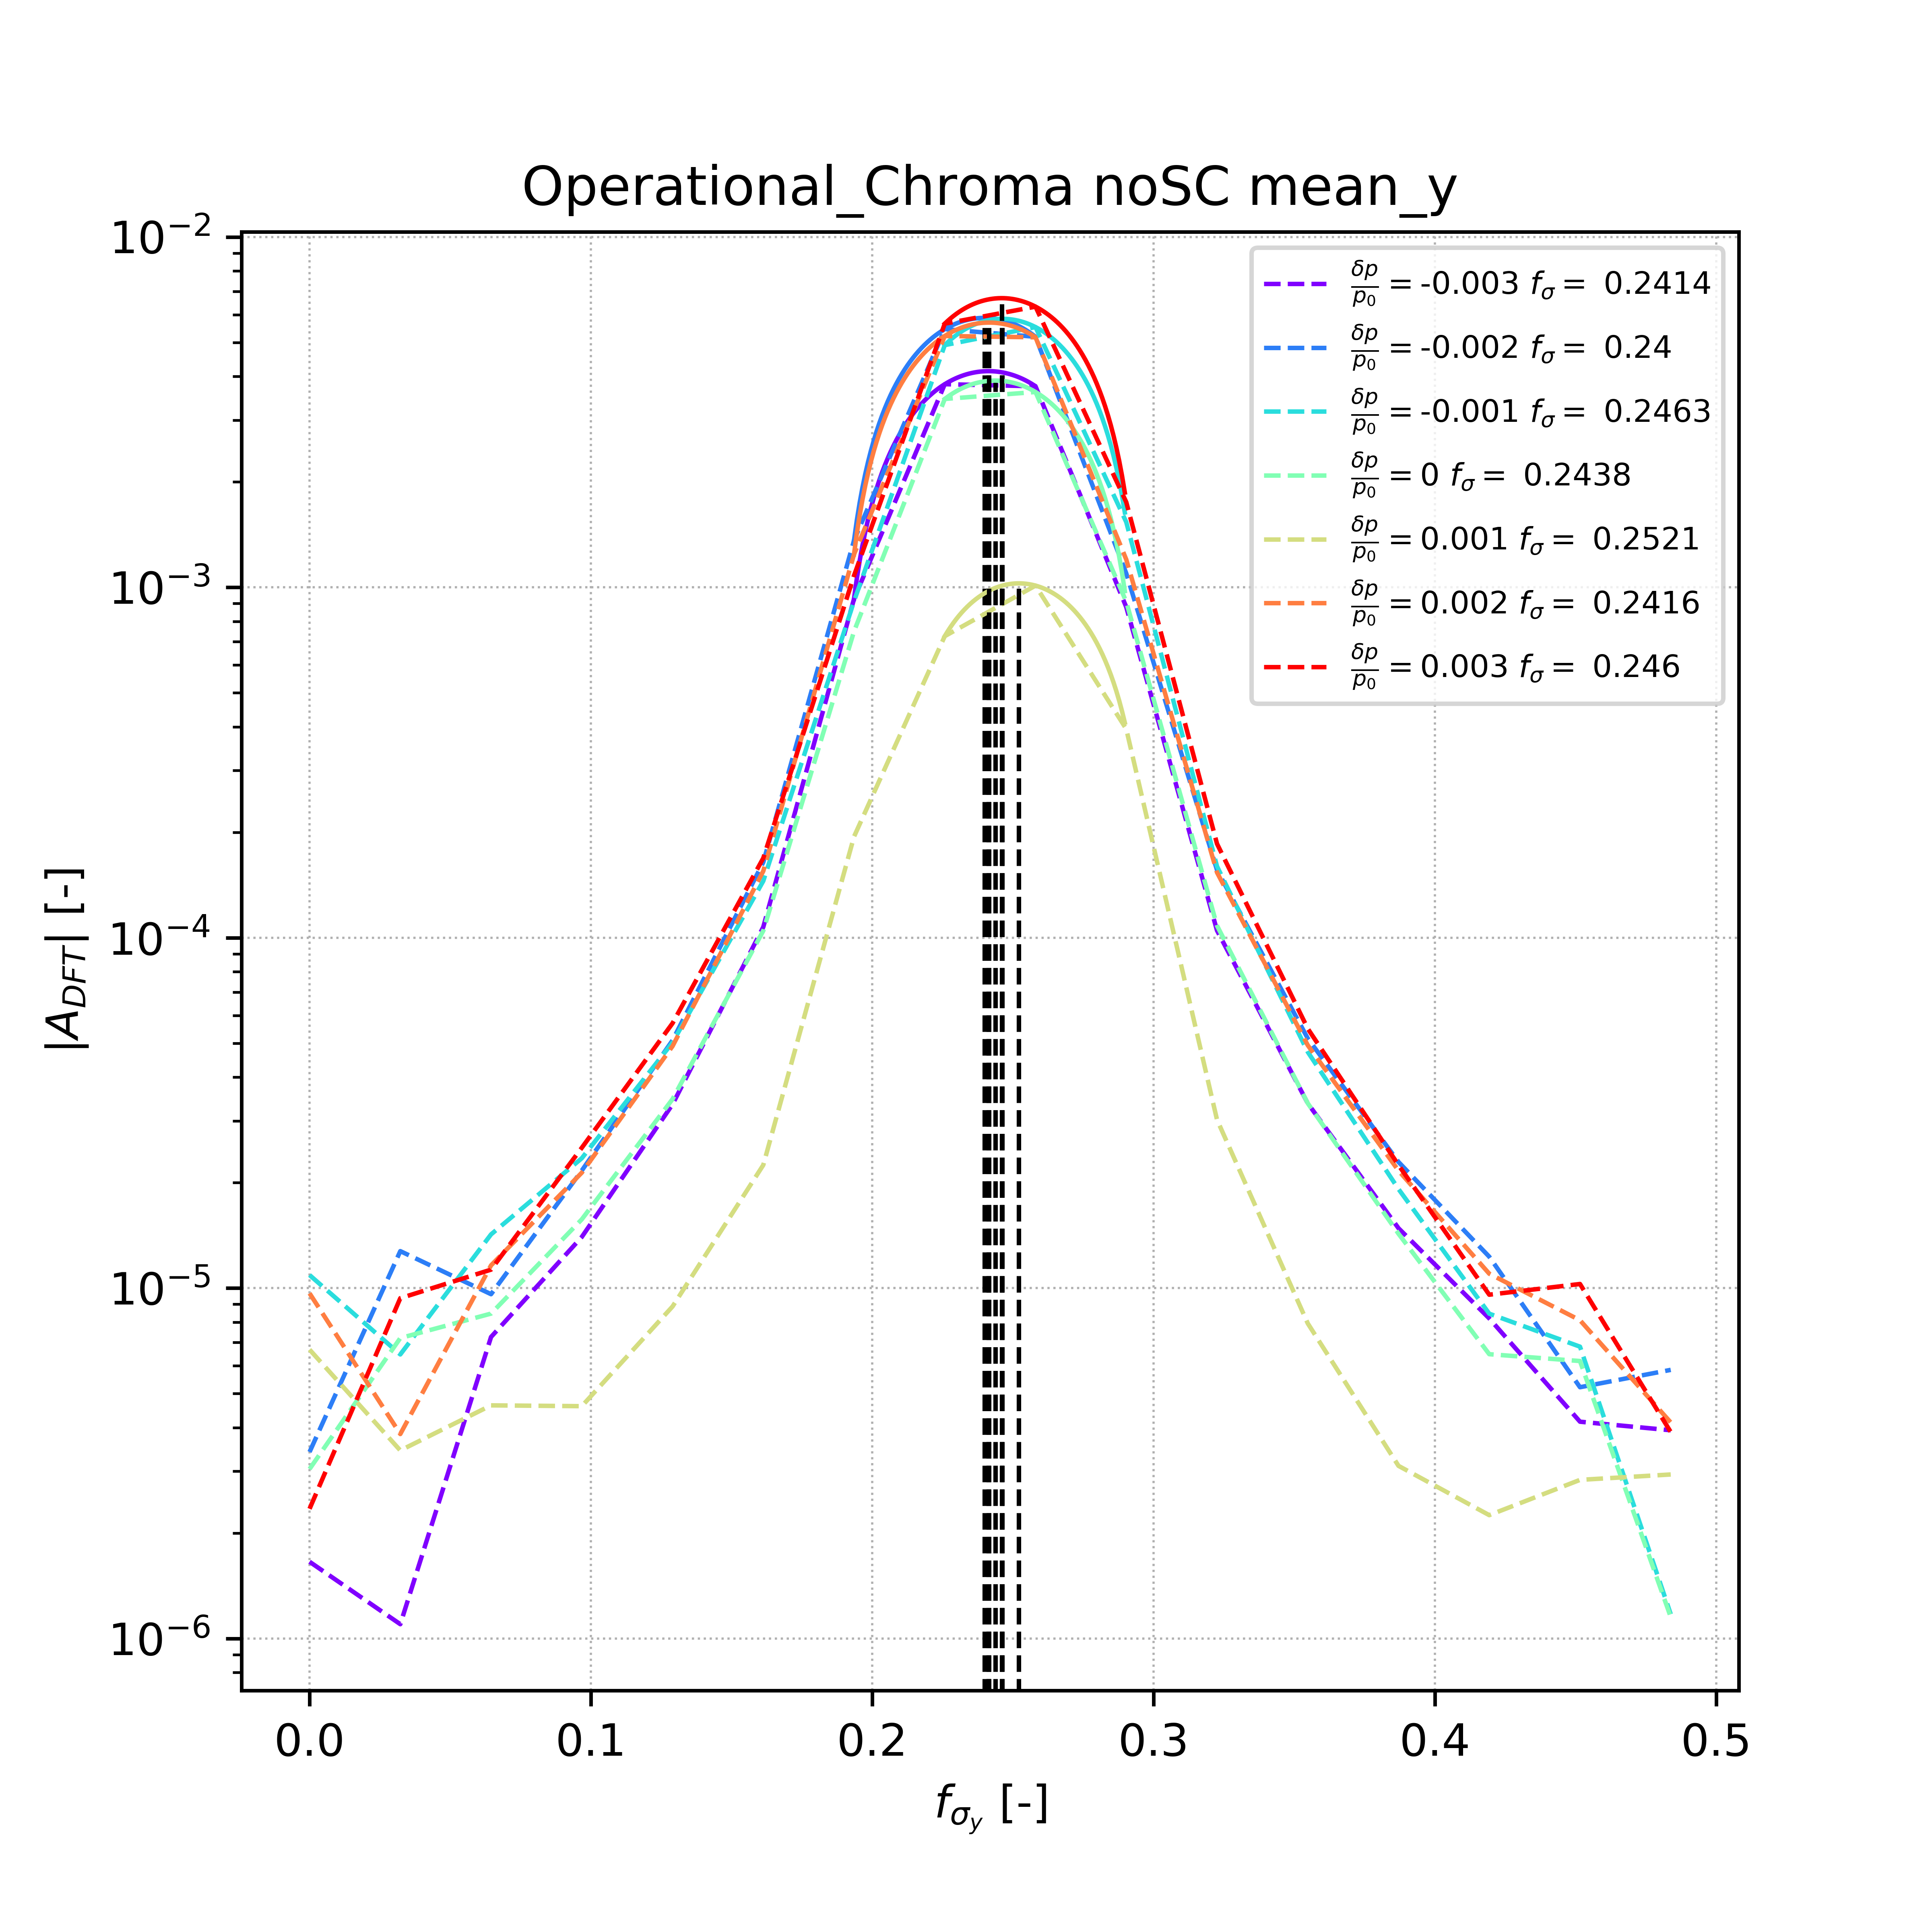 Operational_Chroma noSC mean_y
10⁻²
10⁻³
10⁻⁴
10⁻⁵
10⁻⁶
|A_DFT| [-]
δp/p₀ = -0.003 f_σ = 0.2414
δp/p₀ = -0.002 f_σ = 0.24
δp/p₀ = -0.001 f_σ = 0.2463
δp/p₀ = 0 f_σ = 0.2438
δp/p₀ = 0.001 f_σ = 0.2521
δp/p₀ = 0.002 f_σ = 0.2416
δp/p₀ = 0.003 f_σ = 0.246
0.0 0.1 0.2 0.3 0.4 0.5
f_σ_y [-]